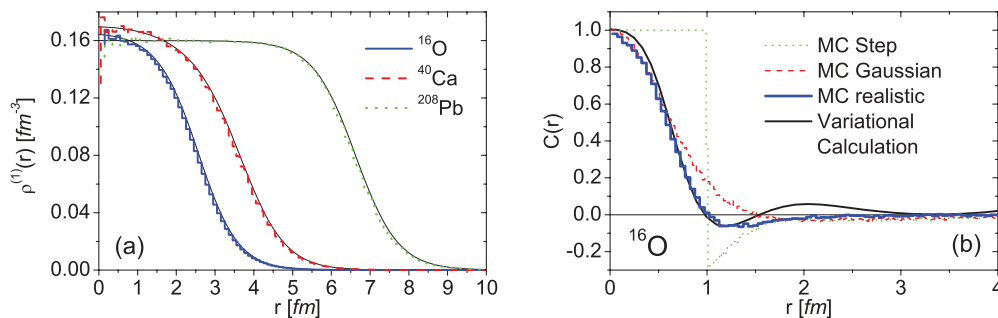 0.16
0.12
0.08
0.04
0.00
ρ⁽¹⁾(r) [fm⁻³]
¹⁶O
⁴⁰Ca
²⁰⁸Pb
(a)
0 1 2 3 4 5 6 7 8 9 10
r [fm]
1.0
0.8
0.6
0.4
0.2
0.0
-0.2
C(r)
MC Step
MC Gaussian
MC realistic
Variational
Calculation
¹⁶O
(b)
0 1 2 3 4
r [fm]